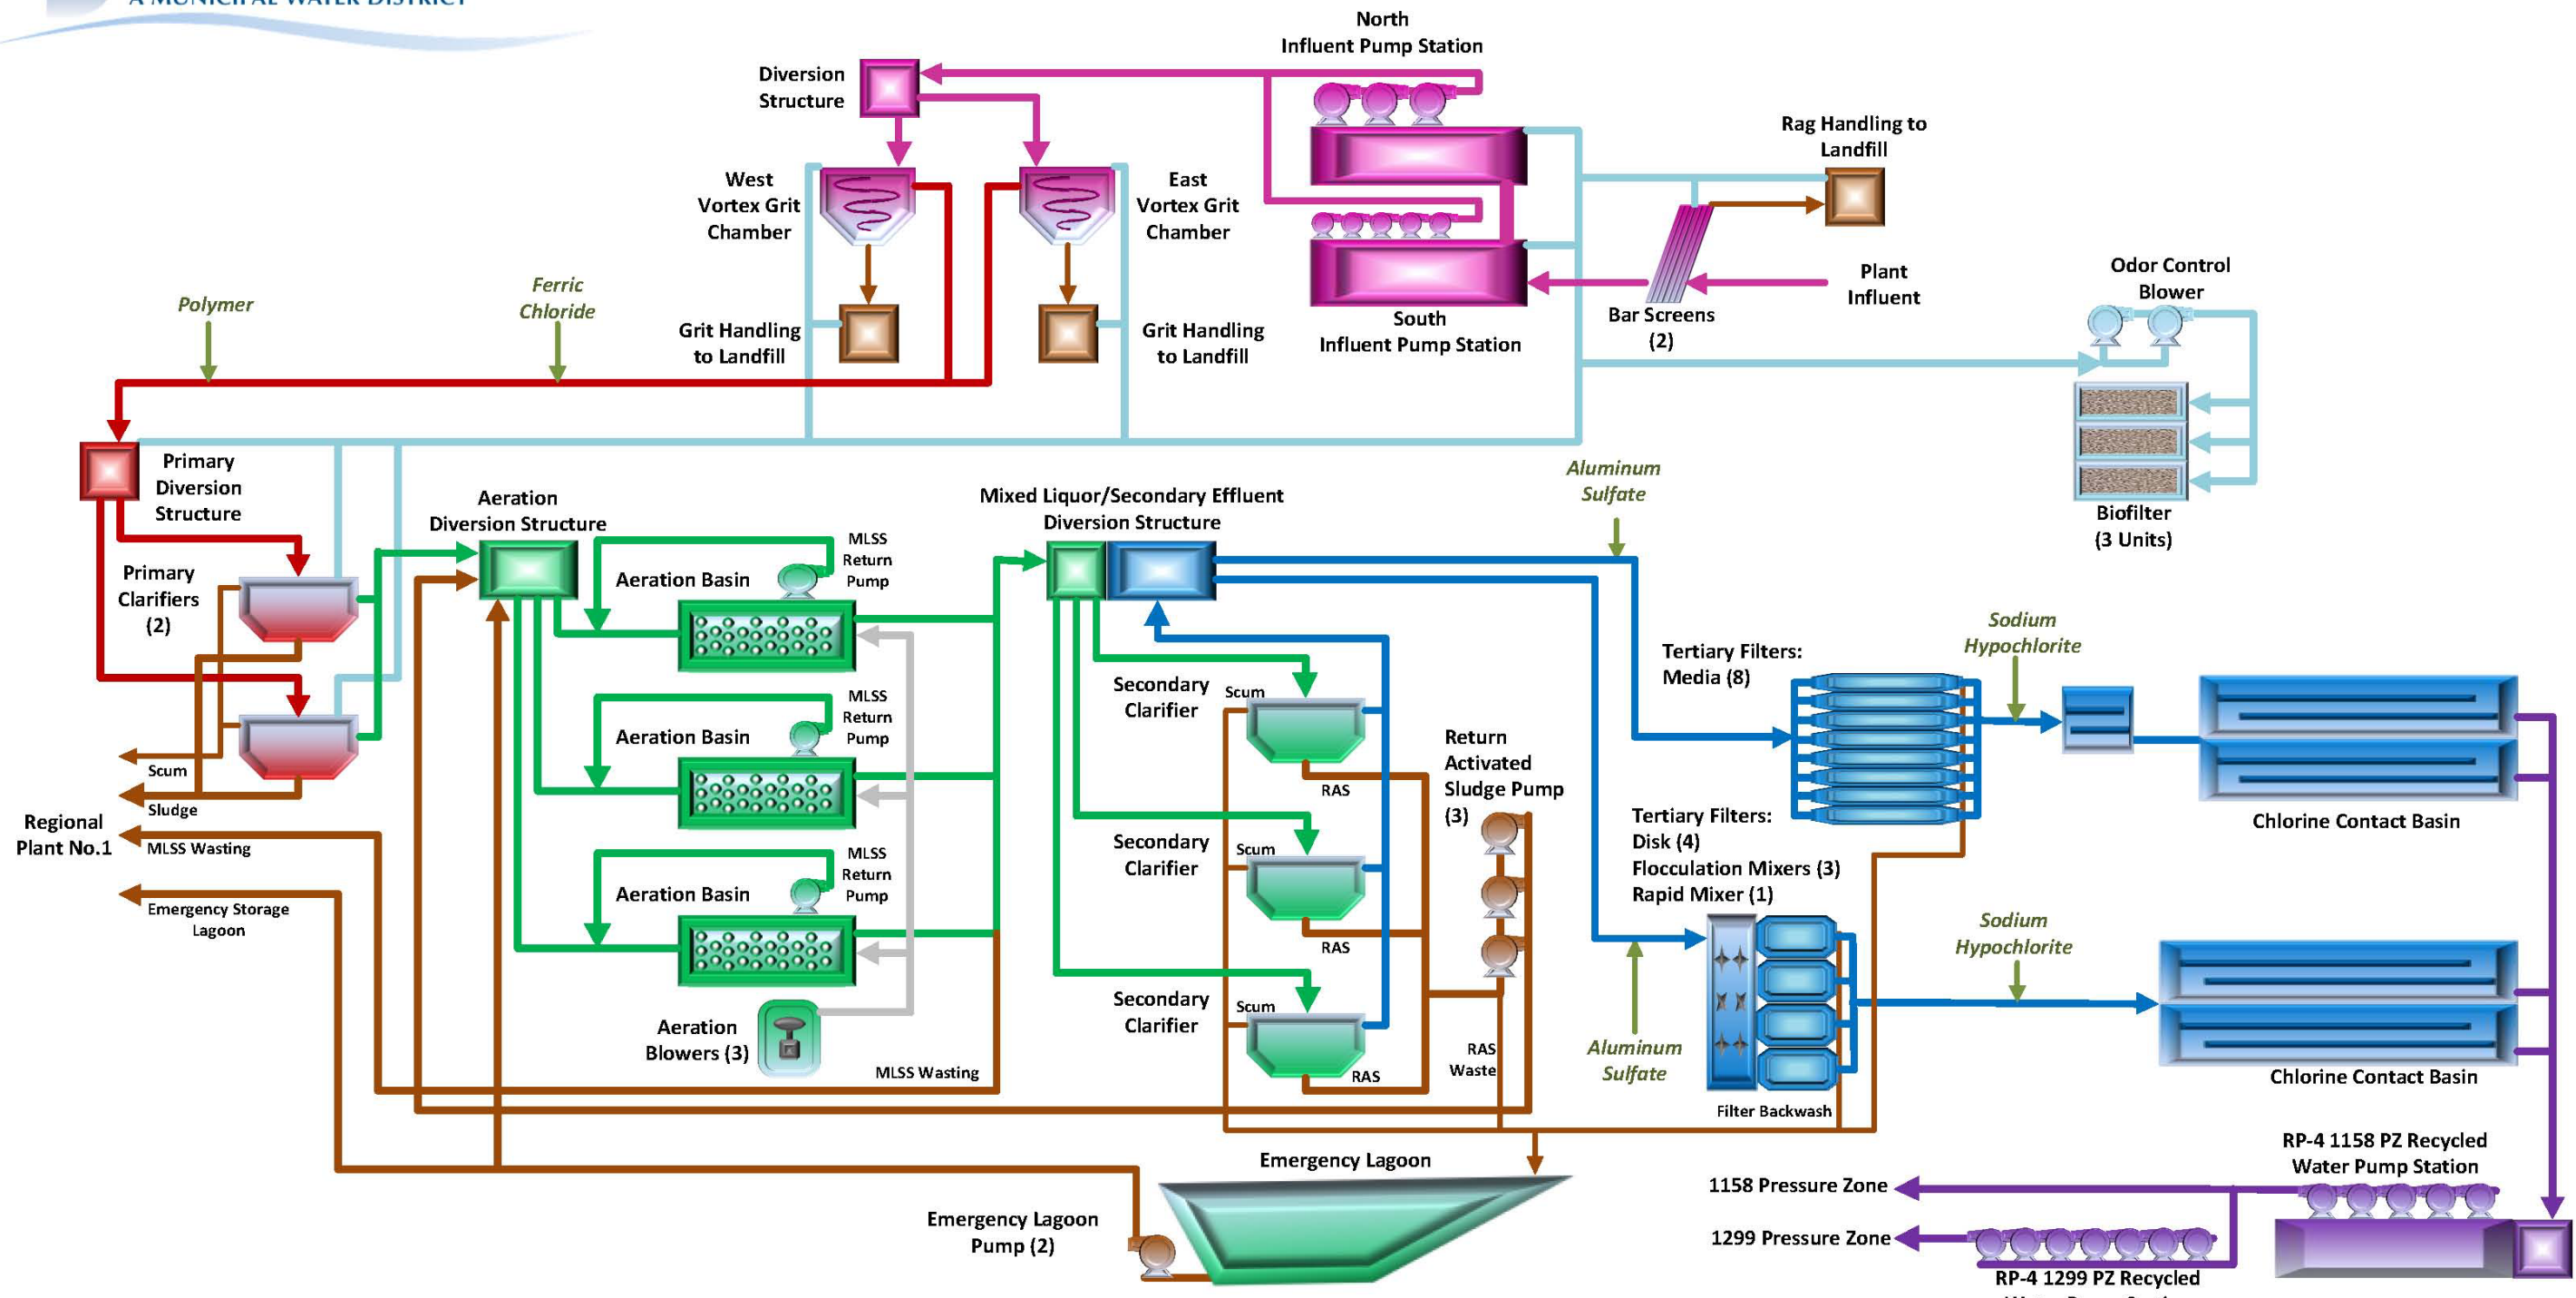 A MUNICIPAL WATER DISTRICT
North
Influent Pump Station
Diversion
Structure
Rag Handling to
Landfill
West
Vortex Grit
Chamber
East
Vortex Grit
Chamber
Plant
Influent
Odor Control
Blower
Polymer
Ferric
Chloride
Grit Handling
to Landfill
Grit Handling
to Landfill
South
Influent Pump Station
Bar Screens
(2)
Primary
Diversion
Structure
Aeration
Diversion Structure
Mixed Liquor/Secondary Effluent
Diversion Structure
Aluminum
Sulfate
Biofilter
(3 Units)
Primary
Clarifiers
(2)
Aeration Basin
MLSS
Return
Pump
Sodium
Hypochlorite
Tertiary Filters:
Media (8)
Secondary
Clarifier
Scum
Aeration Basin
MLSS
Return
Pump
Return
Activated
Sludge Pump
(3)
Scum
Sludge
RAS
Regional
Plant No.1
MLSS Wasting
Chlorine Contact Basin
Tertiary Filters:
Disk (4)
Flocculation Mixers (3)
Rapid Mixer (1)
Secondary
Clarifier
Scum
Aeration Basin
MLSS
Return
Pump
Emergency Storage
Lagoon
RAS
Sodium
Hypochlorite
Secondary
Clarifier
Scum
Aeration
Blowers (3)
MLSS Wasting
RAS
RAS
Waste
Aluminum
Sulfate
Chlorine Contact Basin
Filter Backwash
Emergency Lagoon
RP-4 1158 PZ Recycled
Water Pump Station
1158 Pressure Zone
Emergency Lagoon
Pump (2)
1299 Pressure Zone
RP-4 1299 PZ Recycled